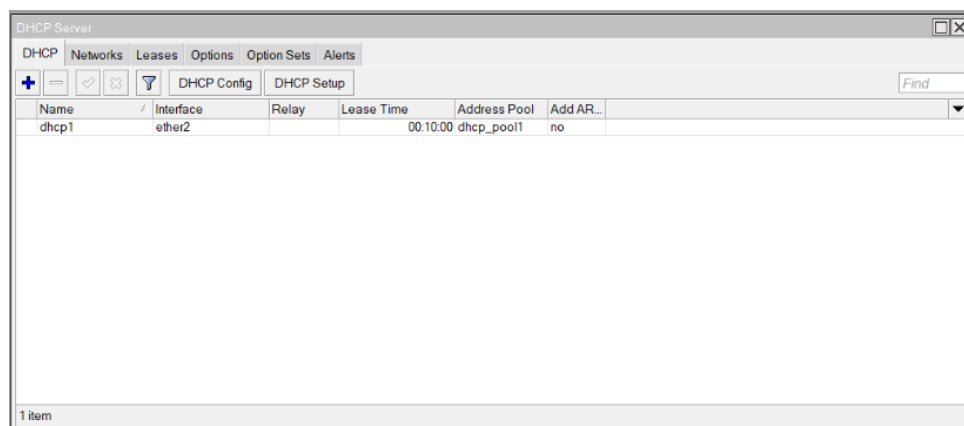 DHCP Server
DHCP Networks Leases Options Option Sets Alerts
DHCP Config DHCP Setup Find
Name Interface Relay Lease Time Address Pool Add AR...
dhcp1 ether2 00:10:00 dhcp_pool1 no
1 item